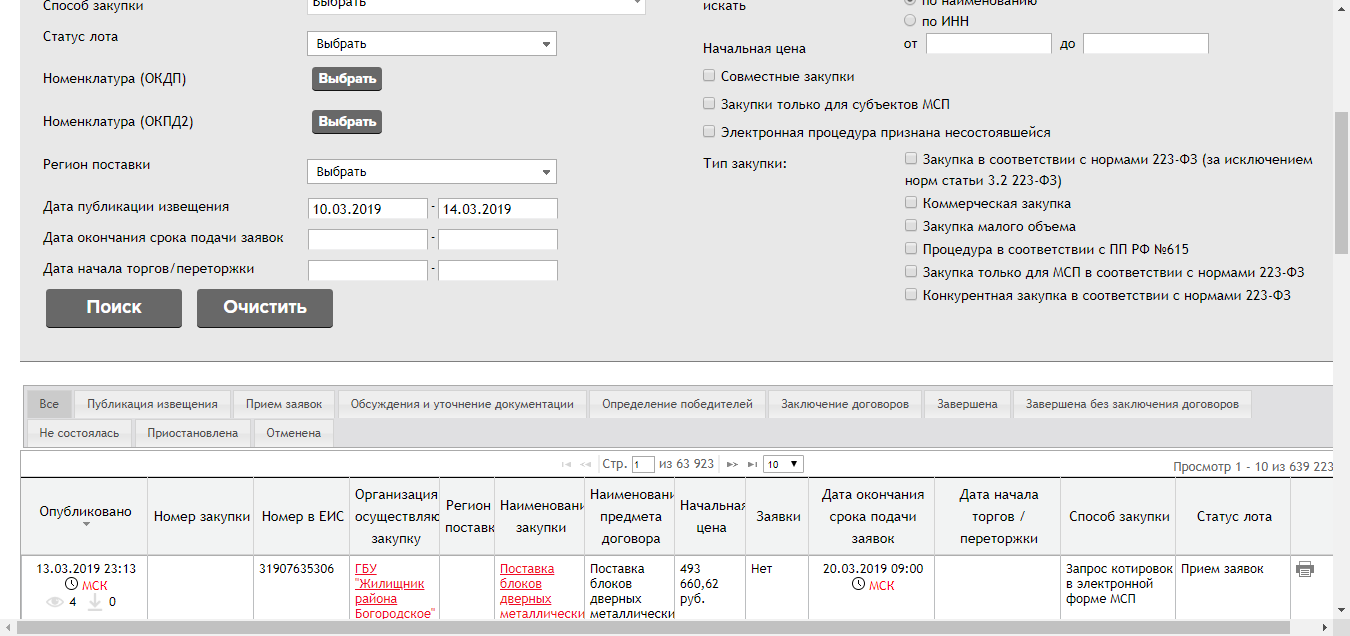 Способ закупки
Выбрать
искать
по наименованию
по ИНН
Статус лота
Выбрать
Начальная цена
от
до
Номенклатура (ОКДП)
Выбрать
Совместные закупки
Закупки только для субъектов МСП
Номенклатура (ОКПД2)
Выбрать
Электронная процедура признана несостоявшейся
Регион поставки
Выбрать
Тип закупки:
Закупка в соответствии с нормами 223-ФЗ (за исключением
норм статьи 3.2 223-ФЗ)
Дата публикации извещения
10.03.2019 - 14.03.2019
Коммерческая закупка
Закупка малого объема
Дата окончания срока подачи заявок
-
Процедура в соответствии с ПП РФ №615
Дата начала торгов/переторжки
-
Закупка только для МСП в соответствии с нормами 223-ФЗ
Конкурентная закупка в соответствии с нормами 223-ФЗ
Поиск
Очистить
Все
Публикация извещения
Прием заявок
Обсуждения и уточнение документации
Определение победителей
Заключение договоров
Завершена
Завершена без заключения договоров
Не состоялась
Приостановлена
Отменена
Стр. 1 из 63 923
10
Просмотр 1 - 10 из 639 223
Опубликовано
Номер закупки
Номер в ЕИС
Организация
осуществляю
закупку
Регион
поставк
Наименовани
закупки
Наименовани
предмета
договора
Начальная
цена
Заявки
Дата окончания
срока подачи
заявок
Дата начала
торгов /
переторжки
Способ закупки
Статус лота
13.03.2019 23:13
МСК
4
0
31907635306
ГБУ
"Жилищник
района
Богородское"
Поставка
блоков
дверных
металлически
Поставка
блоков
дверных
металлически
493
660,62
руб.
Нет
20.03.2019 09:00
МСК
Запрос котировок
в электронной
форме МСП
Прием заявок